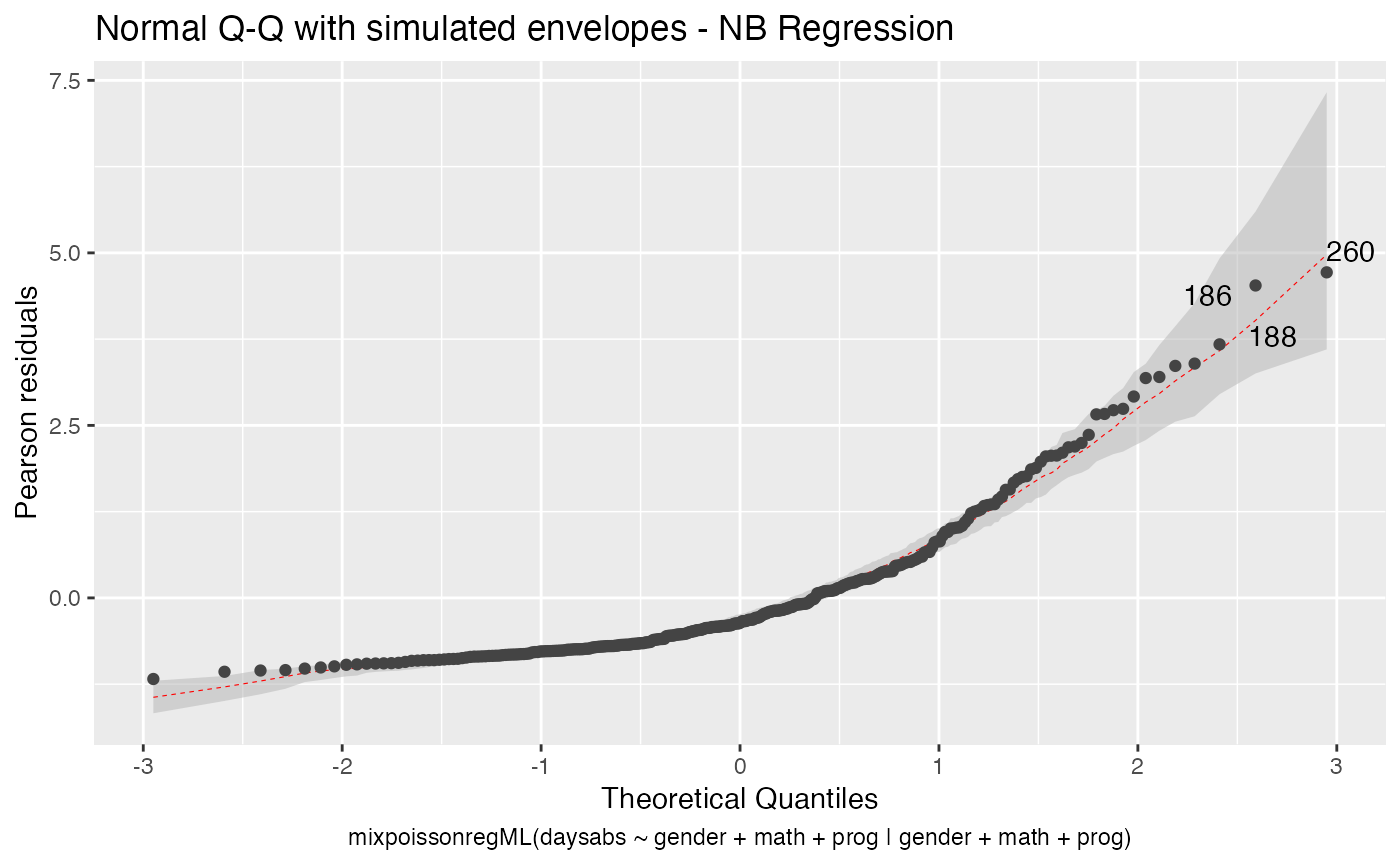 Normal Q-Q with simulated envelopes - NB Regression
7.5
5.0
2.5
0.0
Pearson residuals
260
186
188
-3 -2 -1 0 1 2 3
Theoretical Quantiles
mixpoissonregML(daysabs ~ gender + math + prog | gender + math + prog)